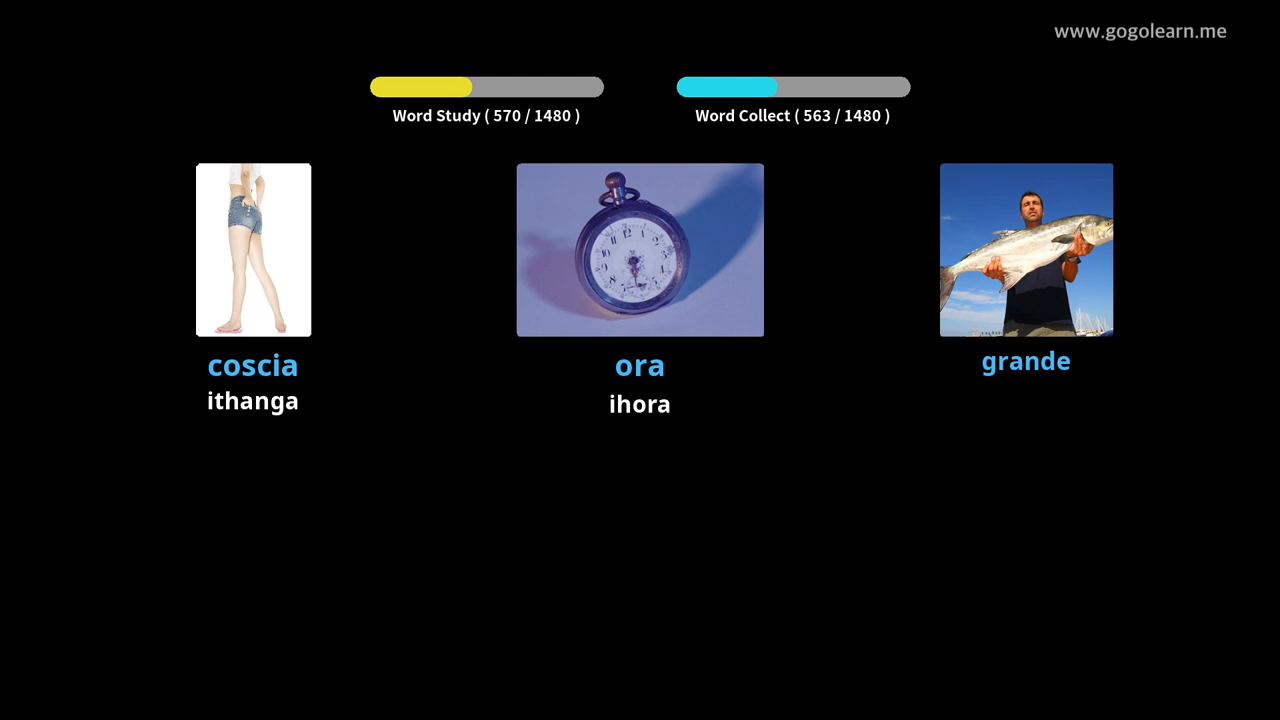 www.gogolearn.me
Word Study ( 570 / 1480 )
Word Collect ( 563 / 1480 )
coscia
ithanga
ora
ihora
grande